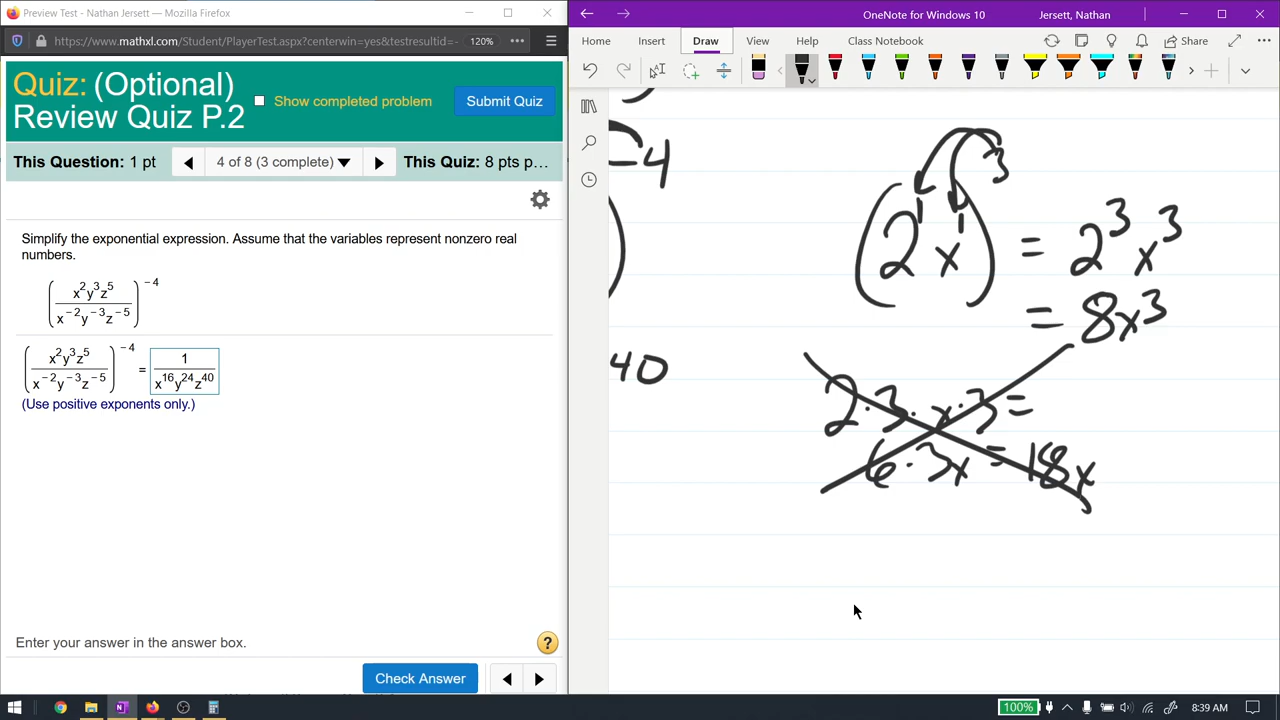 Preview Test - Nathan Jersett — Mozilla Firefox
https://www.mathxl.com/Student/PlayerTest.aspx?centerwin=yes&testresultid=- 120%
Quiz: (Optional)
Review Quiz P.2
Show completed problem
Submit Quiz
This Question: 1 pt
4 of 8 (3 complete)
This Quiz: 8 pts p…
Simplify the exponential expression. Assume that the variables represent nonzero real
numbers.
(x²y³z⁵ / x⁻²y⁻³z⁻⁵)⁻⁴
(x²y³z⁵ / x⁻²y⁻³z⁻⁵)⁻⁴ = 1 / x¹⁶y²⁴z⁴⁰
(Use positive exponents only.)
Enter your answer in the answer box.
?
Check Answer
OneNote for Windows 10
Jersett, Nathan
Home Insert Draw View Help Class Notebook Share
-4
)
40
(2¹x¹)³ = 2³x³
= 8x³
2·3·x·3=
6·3x=18x
100%
8:39 AM